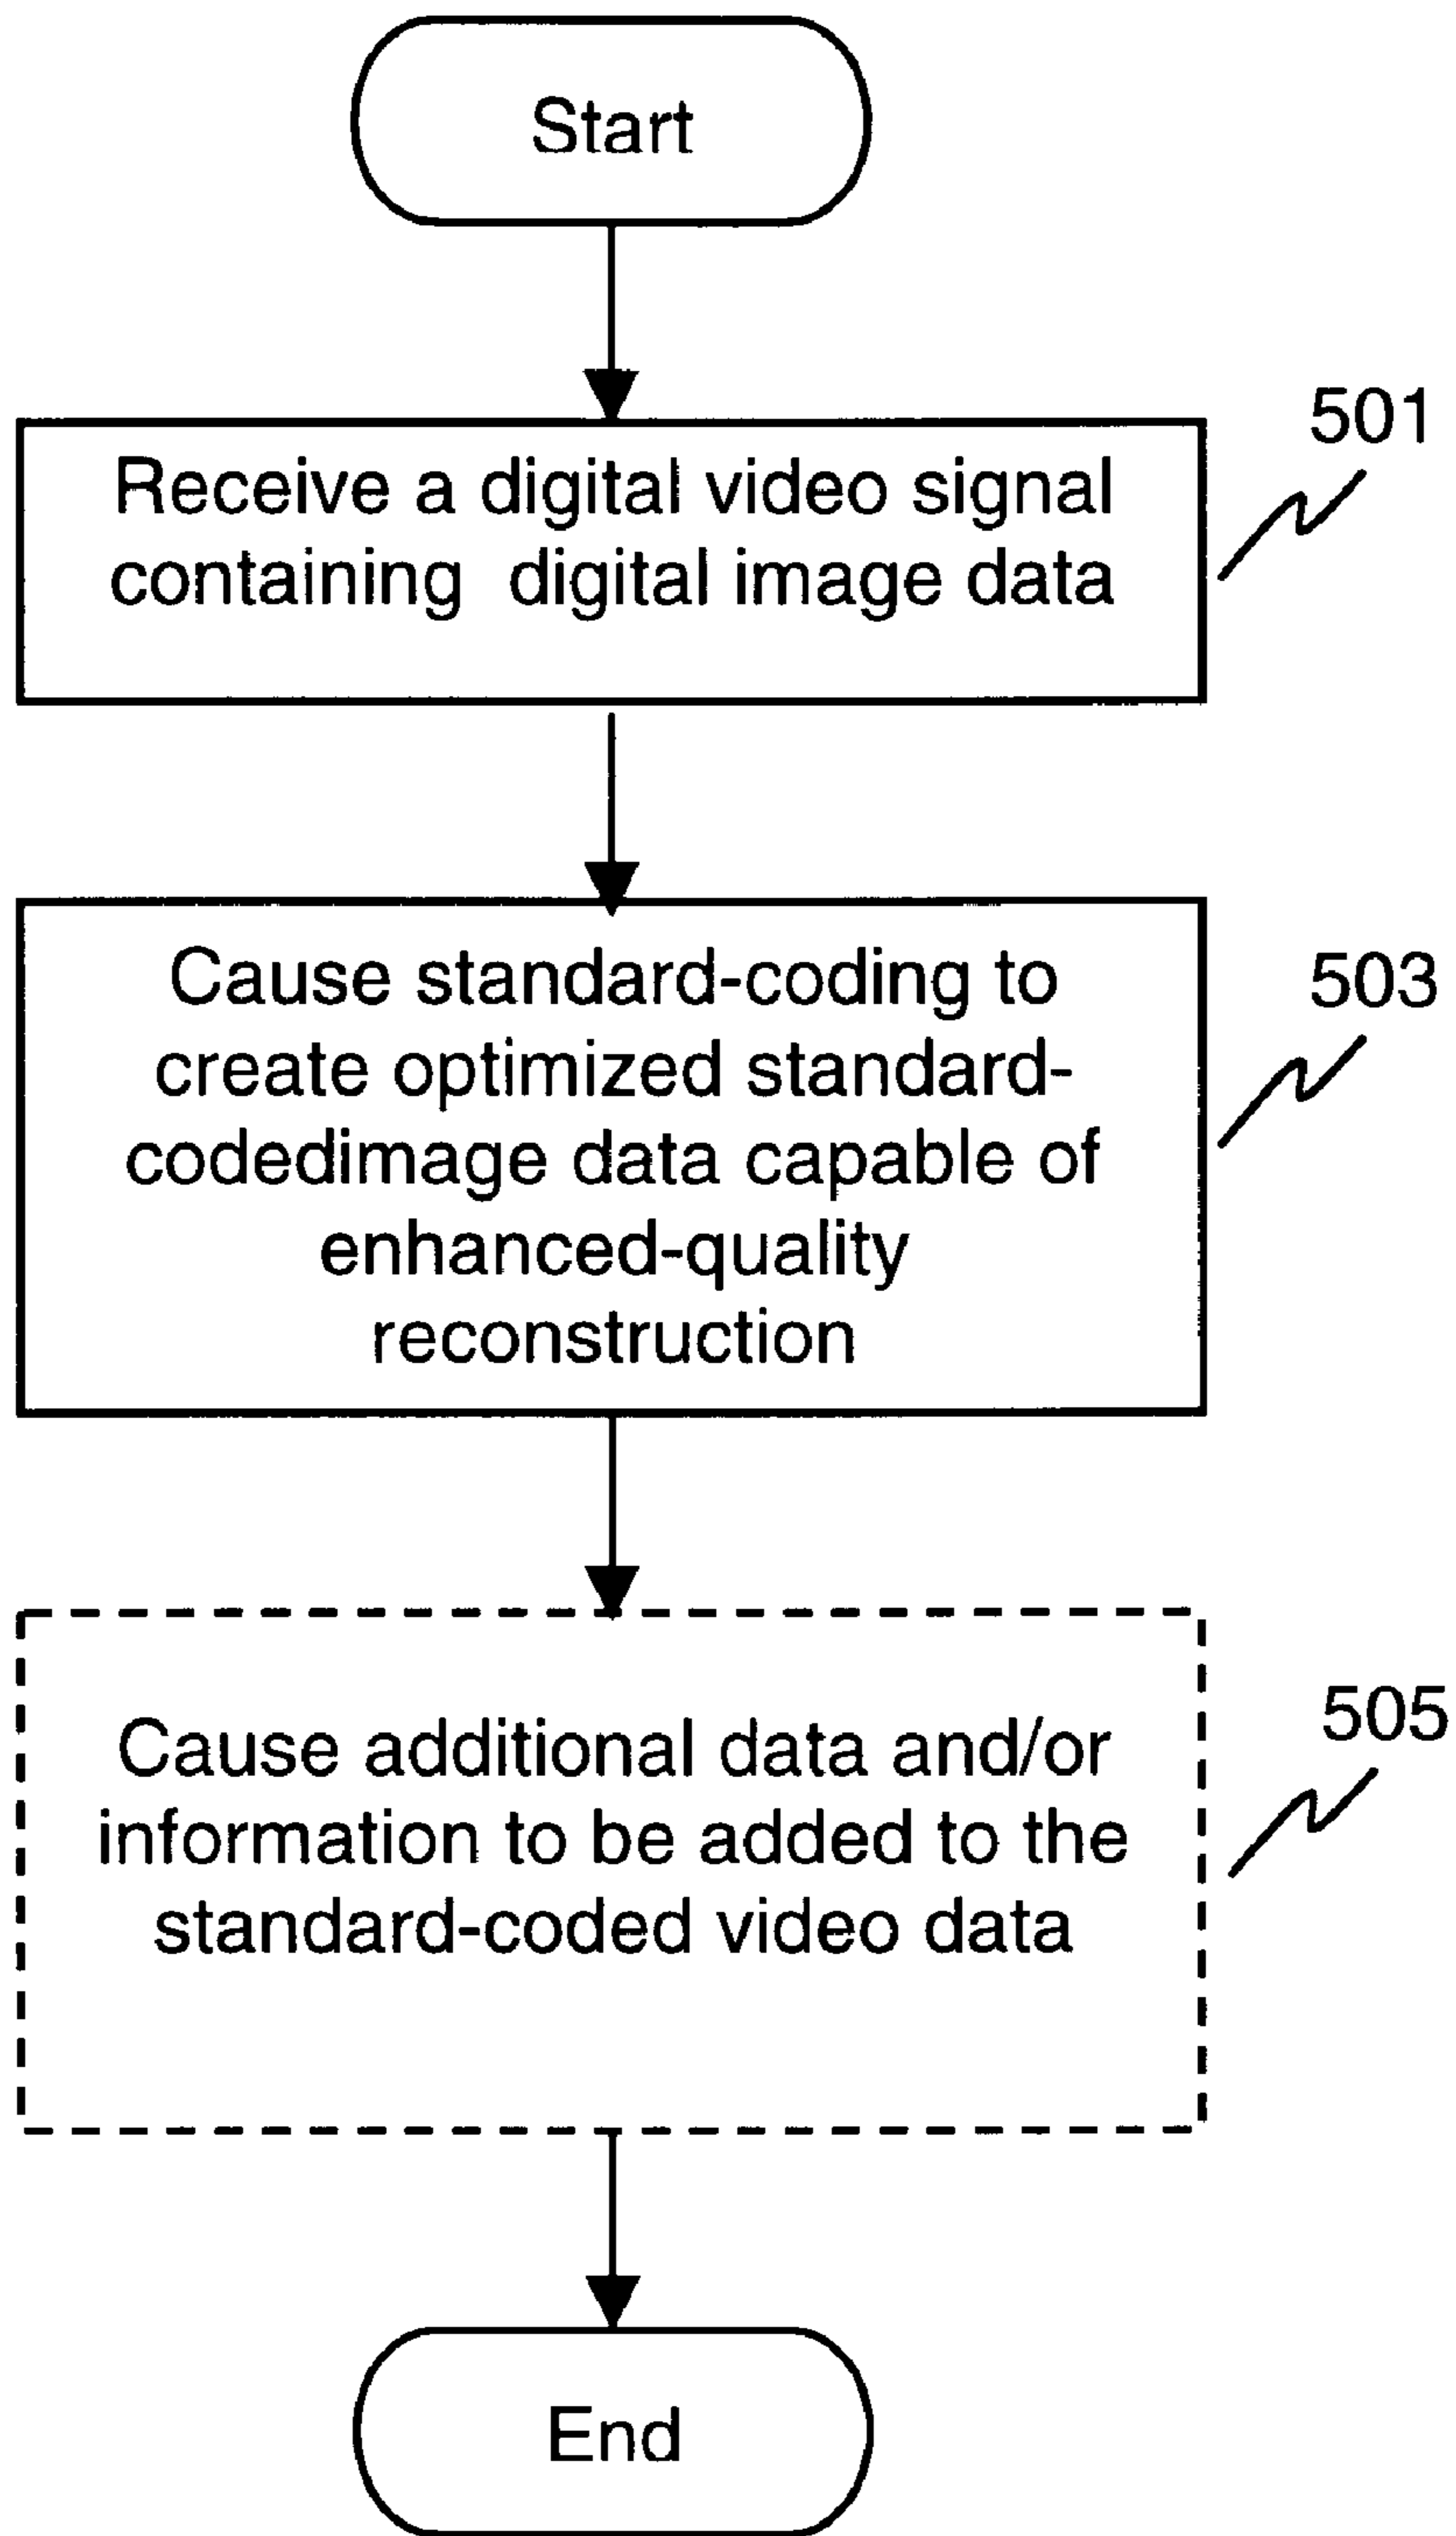 Start
501
Receive a digital video signal
containing digital image data
503
Cause standard-coding to
create optimized standard-
codedimage data capable of
enhanced-quality
reconstruction
505
Cause additional data and/or
information to be added to the
standard-coded video data
End